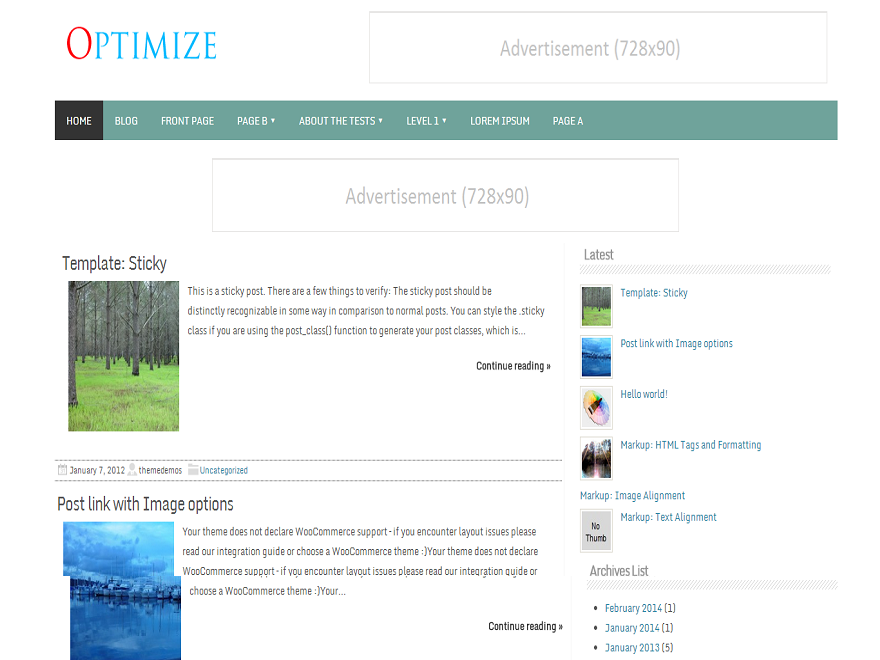 OPTIMIZE
Advertisement (728x90)
HOME BLOG FRONT PAGE PAGE B ▼ ABOUT THE TESTS ▼ LEVEL 1 ▼ LOREM IPSUM PAGE A
Advertisement (728x90)
Template: Sticky
This is a sticky post. There are a few things to verify: The sticky post should be
distinctly recognizable in some way in comparison to normal posts. You can style the .sticky
class if you are using the post_class() function to generate your post classes, which is...
Continue reading »
January 7, 2012 themedemos Uncategorized
Post link with Image options
Your theme does not declare WooCommerce support - if you encounter layout issues please
read our integration guide or choose a WooCommerce theme :)Your theme does not declare
WooCommerce support - if you encounter layout issues please read our integration guide or
choose a WooCommerce theme :)Your...
Continue reading »
Latest
Template: Sticky
Post link with Image options
Hello world!
Markup: HTML Tags and Formatting
Markup: Image Alignment
No
Thumb
Markup: Text Alignment
Archives List
February 2014 (1)
January 2014 (1)
January 2013 (5)